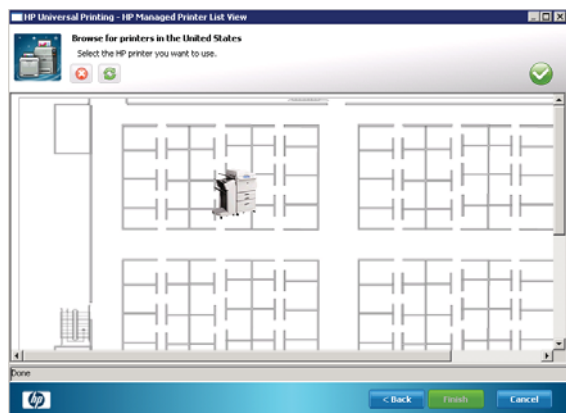 HP Universal Printing - HP Managed Printer List View
Browse for printers in the United States
Select the HP printer you want to use.
Done
hp
< Back
Finish
Cancel